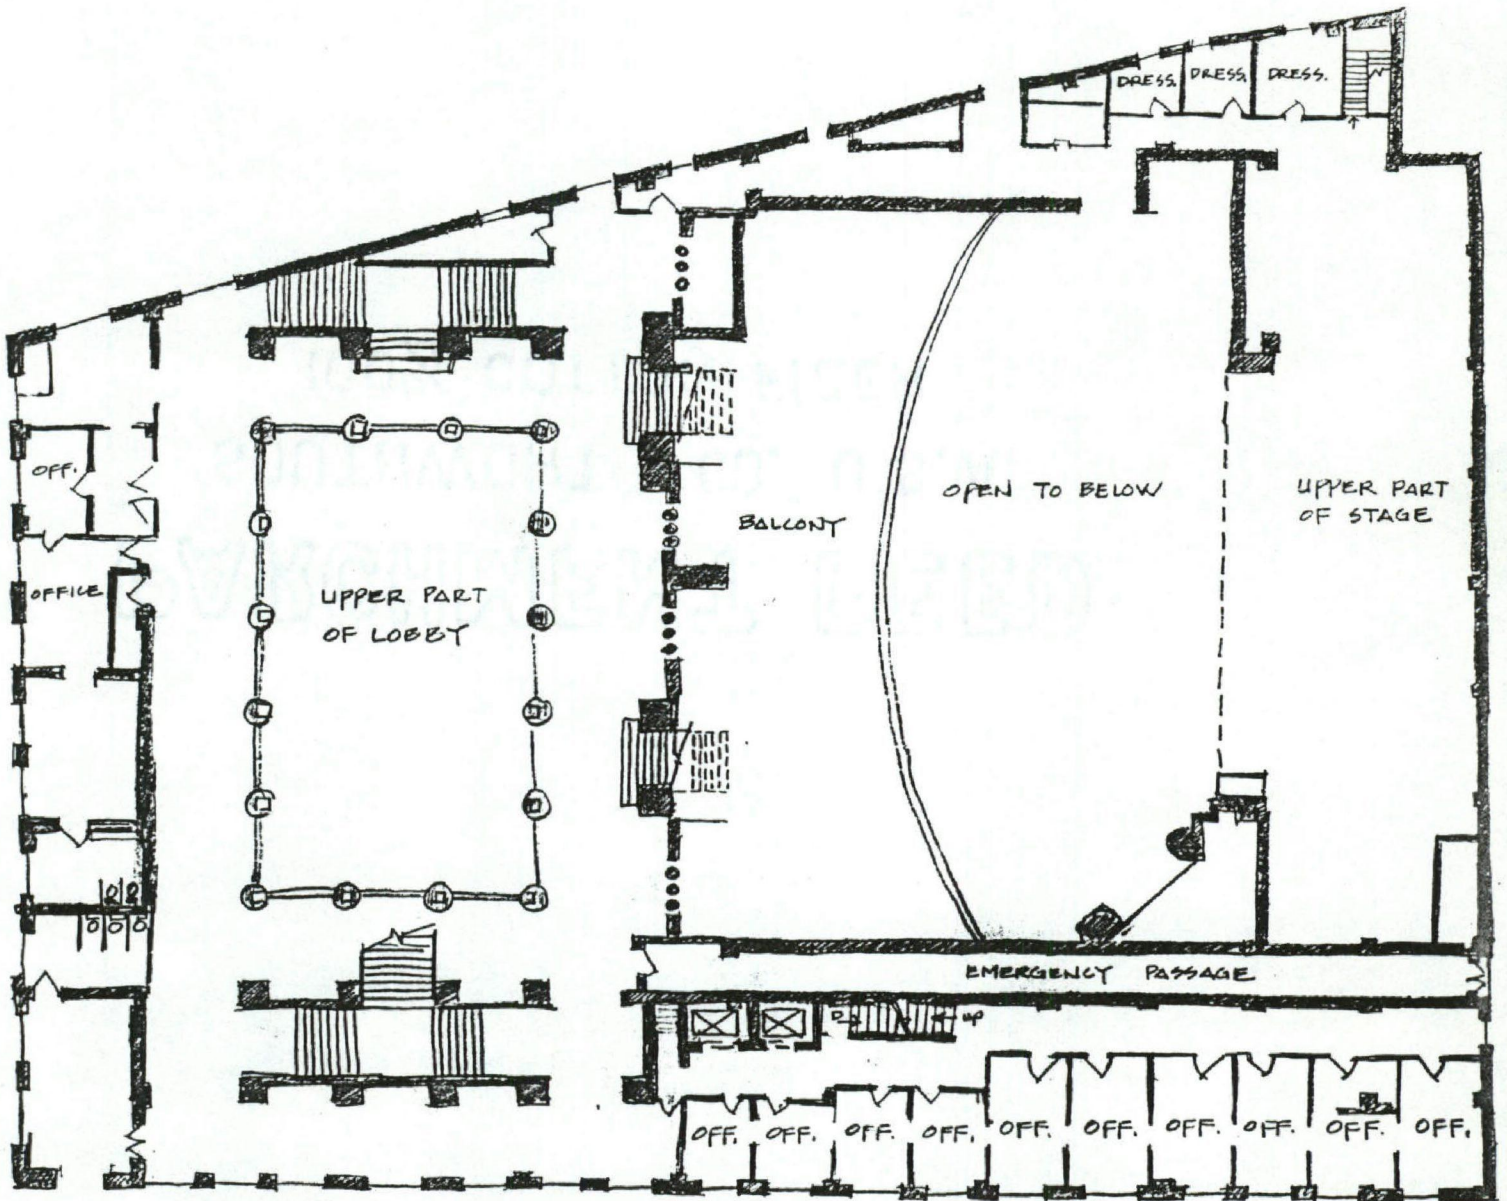 DRESS.
DRESS.
DRESS.
OFF.
OFFICE
UPPER PART
OF LOBBY
BALCONY
OPEN TO BELOW
UPPER PART
OF STAGE
EMERGENCY PASSAGE
D
UP
OFF.
OFF.
OFF.
OFF.
OFF.
OFF.
OFF.
OFF.
OFF.
OFF.